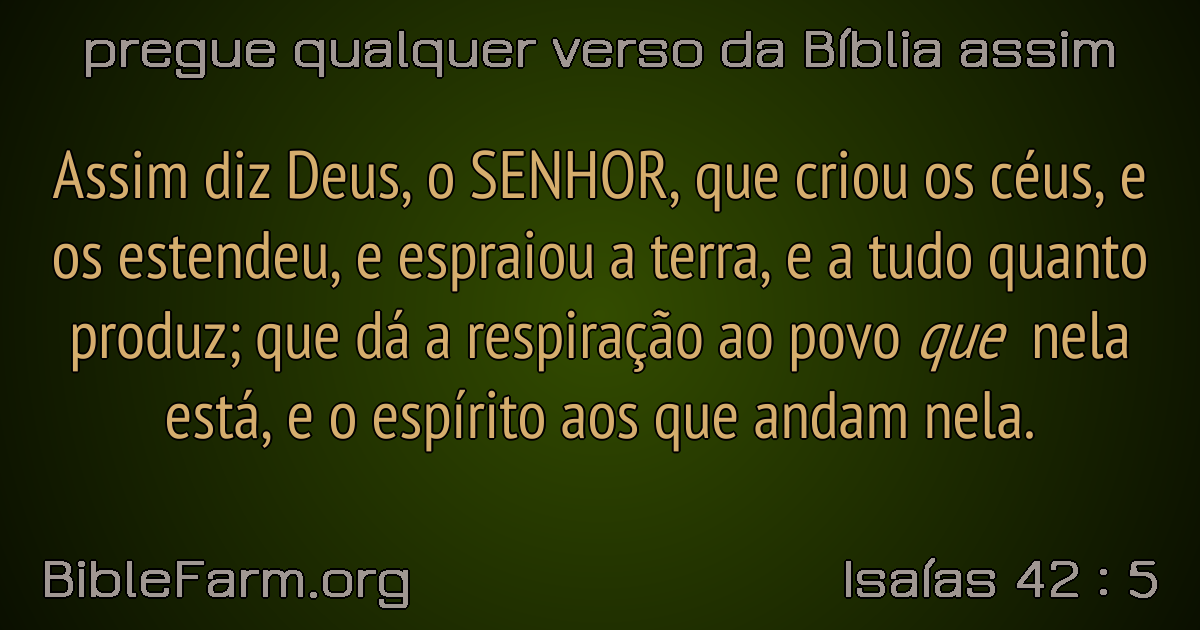 pregue qualquer verso da Bíblia assim
Assim diz Deus, o SENHOR, que criou os céus, e
os estendeu, e espraiou a terra, e a tudo quanto
produz; que dá a respiração ao povo que nela
está, e o espírito aos que andam nela.
BibleFarm.org
Isaías 42 : 5